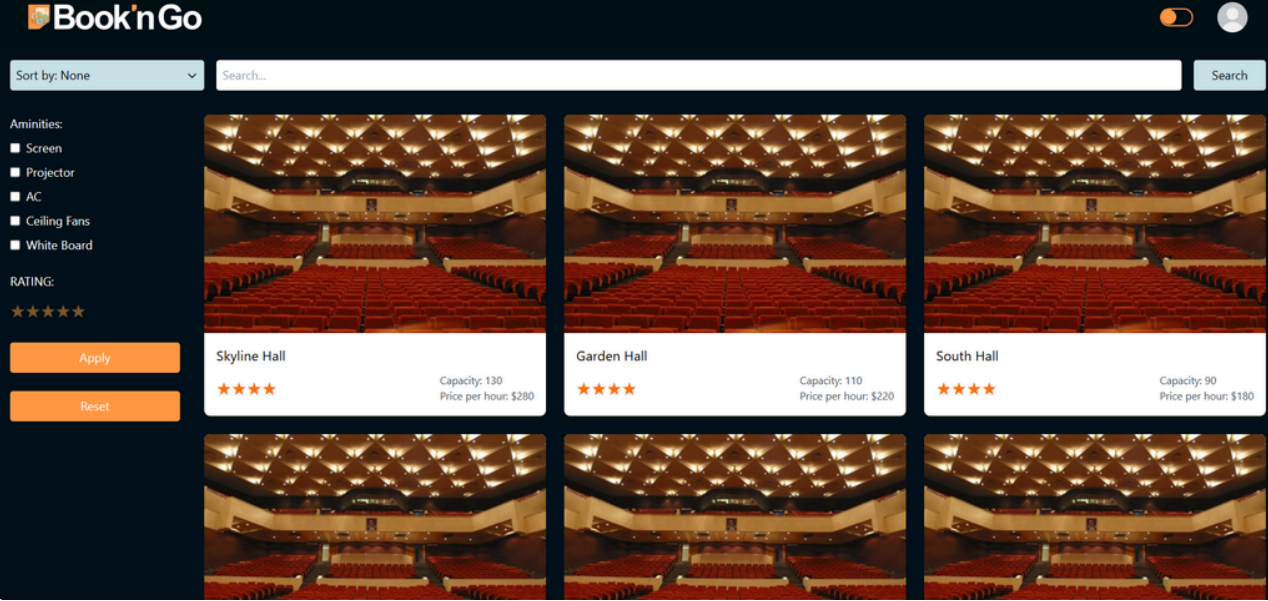 Book'nGo
Sort by: None
Search...
Search
Aminities:
Screen
Projector
AC
Ceiling Fans
White Board
RATING:
Apply
Reset
Skyline Hall
Capacity: 130
Price per hour: $280
Garden Hall
Capacity: 110
Price per hour: $220
South Hall
Capacity: 90
Price per hour: $180